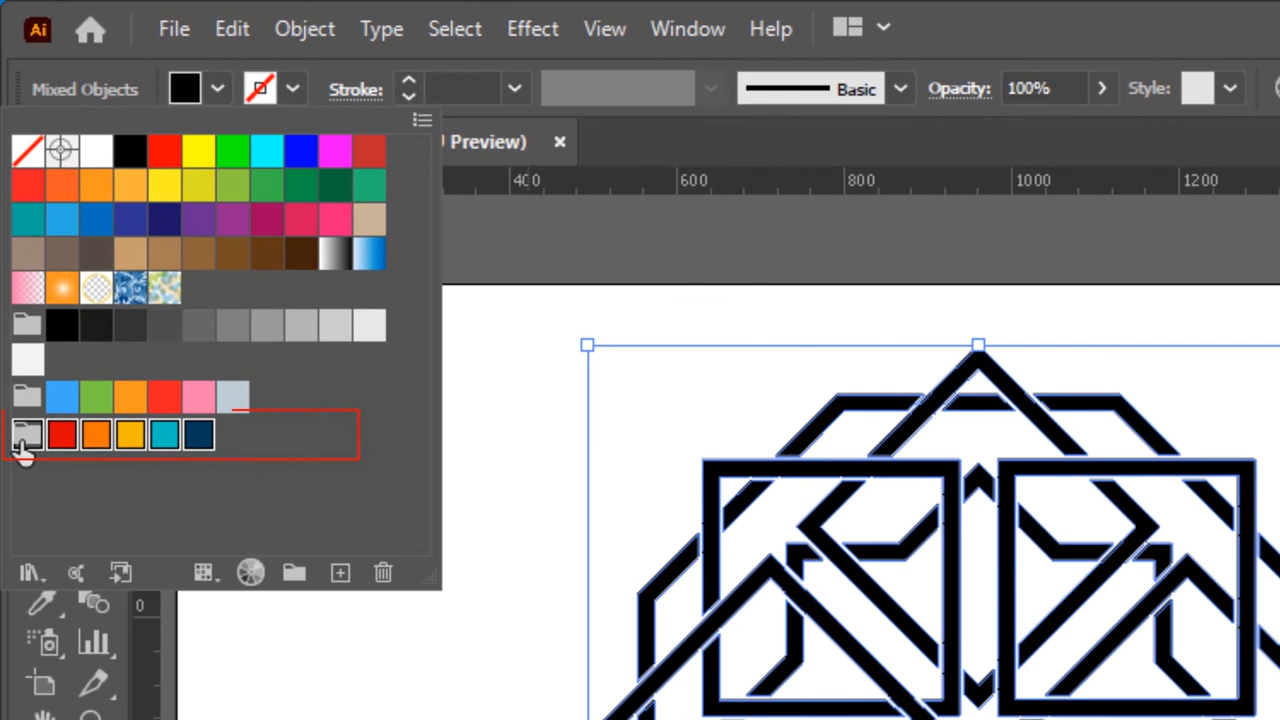 Ai File Edit Object Type Select Effect View Window Help
Mixed Objects Stroke: Basic Opacity: 100% Style:
Preview) ×
400 600 800 1000 1200
0